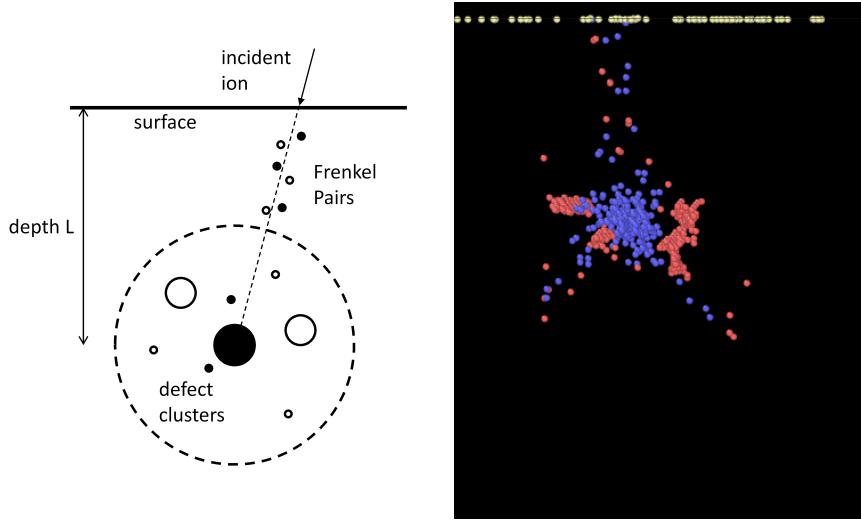 incident
ion
surface
Frenkel
Pairs
depth L
defect
clusters